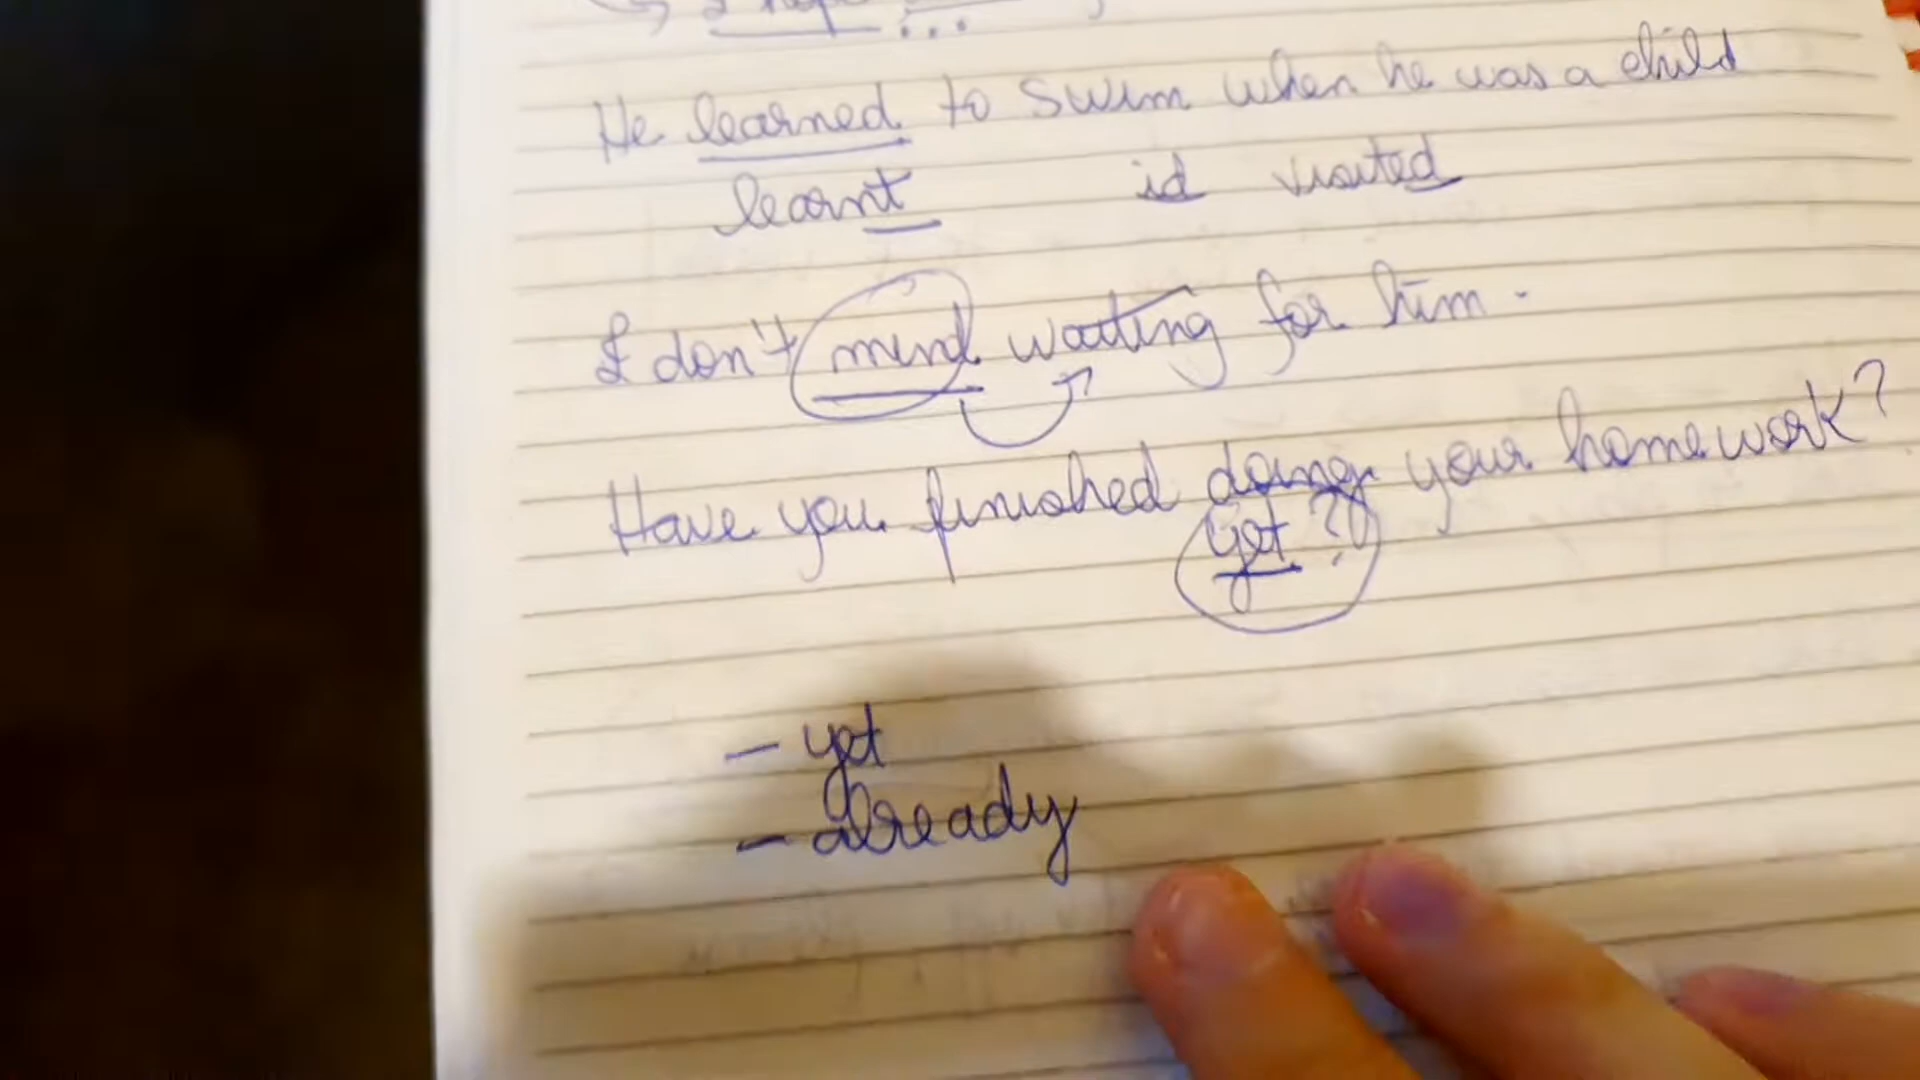 He learned to swim when he was a child
learnt id visited
I don't mind waiting for him.
Have you finished doing your homework?
yet ?
- yet
- already